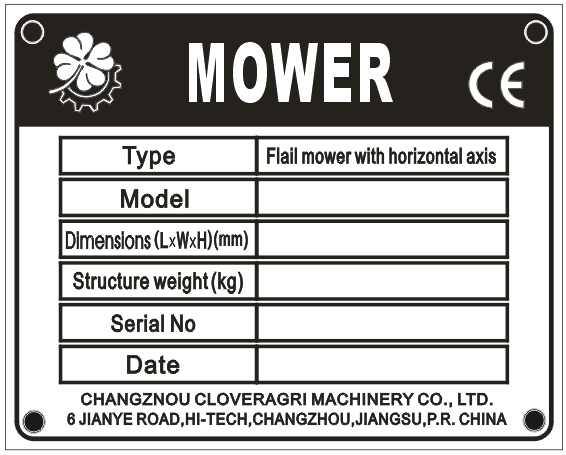 MOWER
CE
Type Flail mower with horizontal axis
Model
Dimensions (LxWxH)(mm)
Structure weight (kg)
Serial No
Date
CHANGZNOU CLOVERAGRI MACHINERY CO., LTD.
6 JIANYE ROAD,HI-TECH,CHANGZHOU,JIANGSU,P.R. CHINA